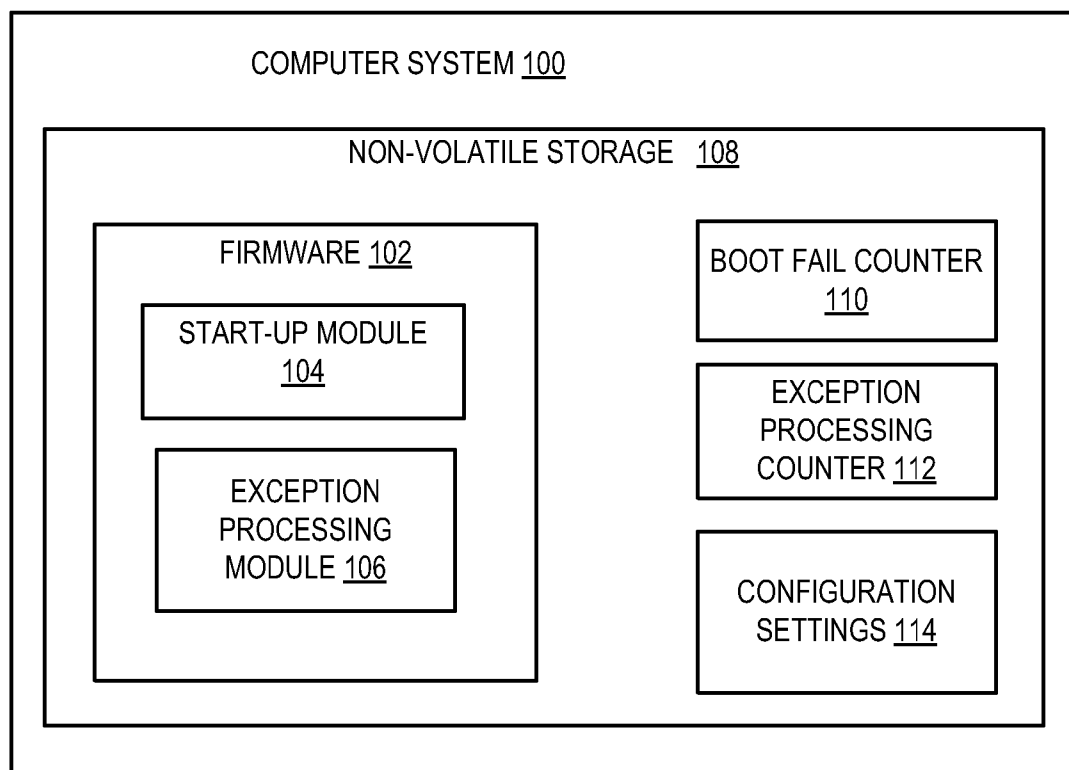 COMPUTER SYSTEM 100
NON-VOLATILE STORAGE 108
FIRMWARE 102
START-UP MODULE
104
EXCEPTION
PROCESSING
MODULE 106
BOOT FAIL COUNTER
110
EXCEPTION
PROCESSING
COUNTER 112
CONFIGURATION
SETTINGS 114